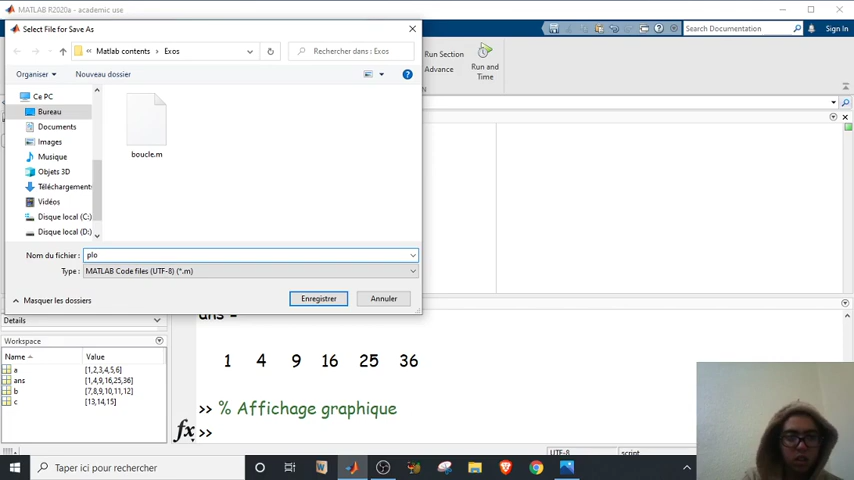 MATLAB R2020a - academic use
Select File for Save As
Search Documentation
Sign In
« Matlab contents > Exos
Rechercher dans : Exos
Run Section
Advance
Run and
Time
Organiser
Nouveau dossier
Ce PC
Bureau
Documents
Images
Musique
Objets 3D
Téléchargements
Vidéos
Disque local (C:)
Disque local (D:)
boucle.m
Nom du fichier : plo
Type : MATLAB Code files (UTF-8) (*.m)
Masquer les dossiers
Enregistrer
Annuler
Details
Workspace
Name
Value
a [1,2,3,4,5,6]
ans [1,4,9,16,25,36]
b [7,8,9,10,11,12]
c [13,14,15]
ans =
1 4 9 16 25 36
>> % Affichage graphique
fx >>
UTF-8
script
Taper ici pour rechercher